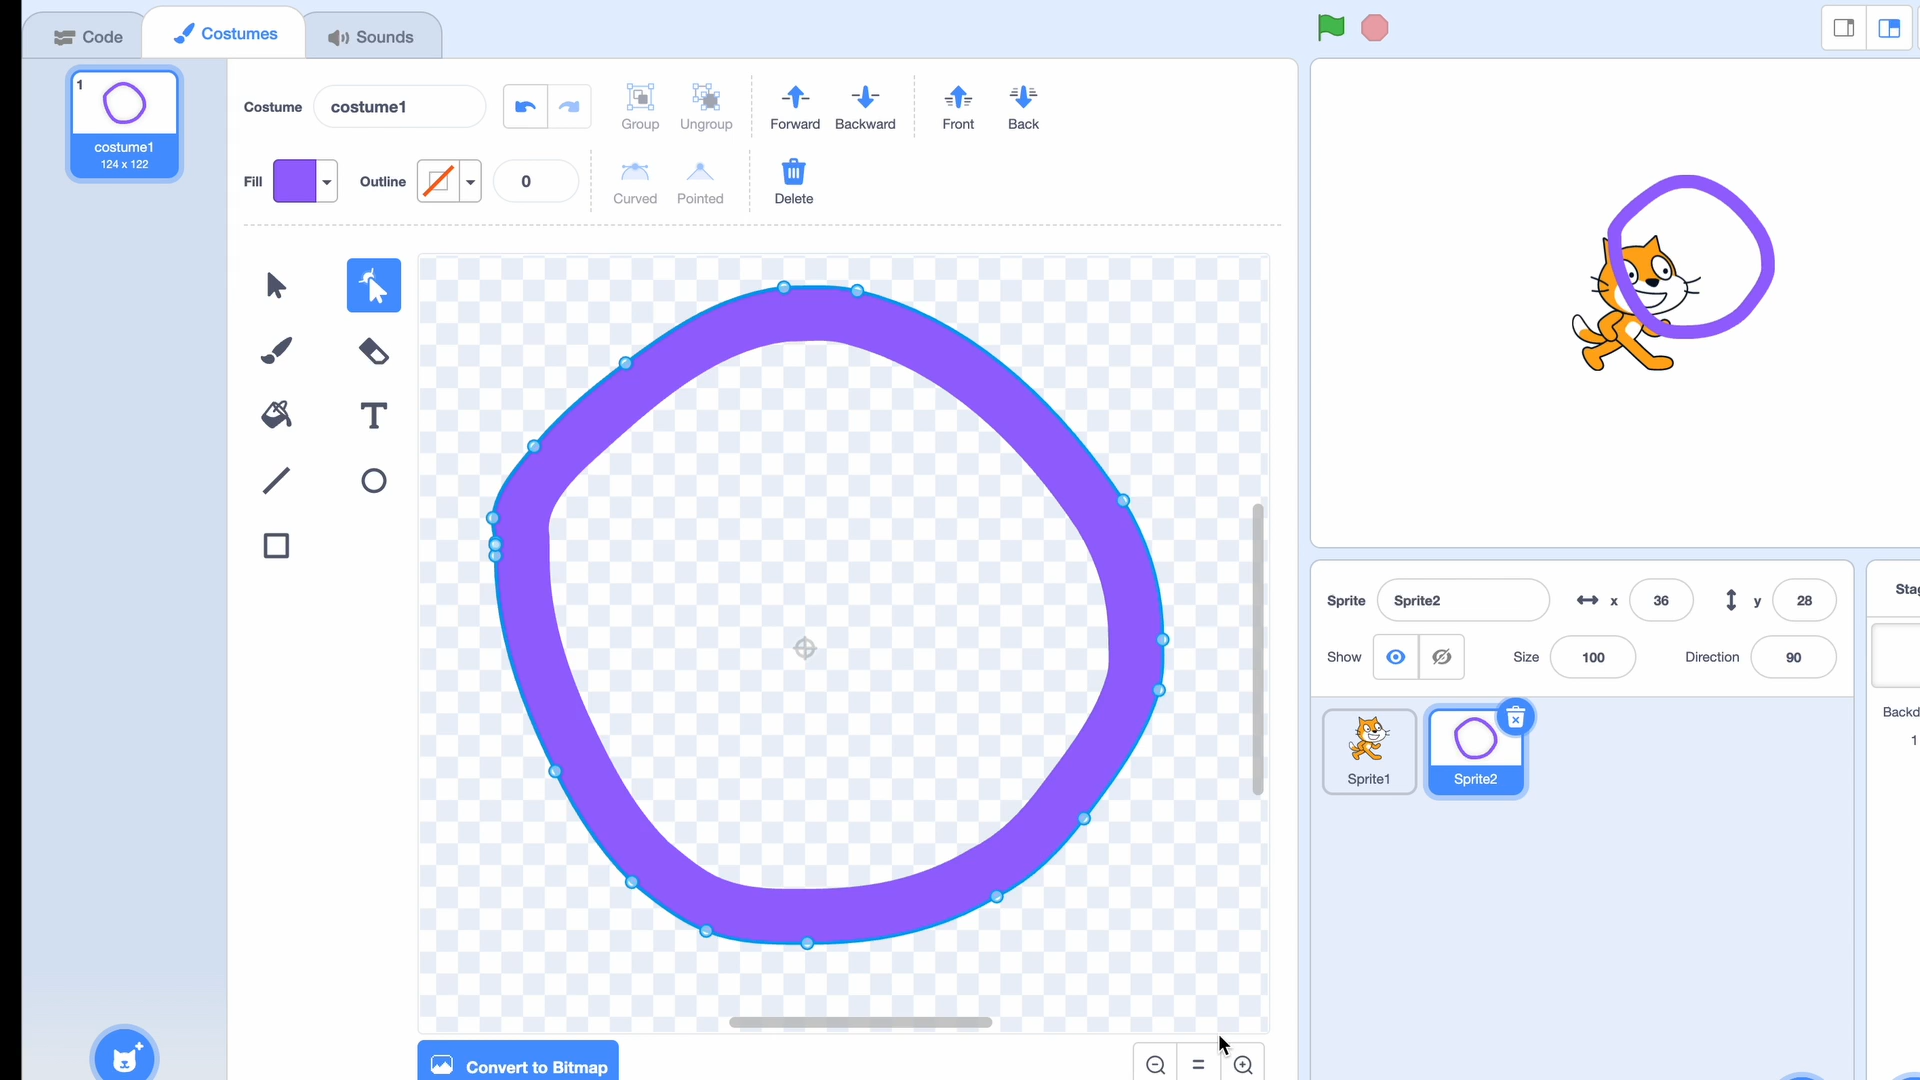 Code
Costumes
Sounds
1
costume1
124 x 122
Costume
costume1
Group
Ungroup
Forward
Backward
Front
Back
Fill
Outline
0
Curved
Pointed
Delete
T
Convert to Bitmap
Sprite
Sprite2
x
36
y
28
Show
Size
100
Direction
90
Sprite1
Sprite2
Stag
Backd
1